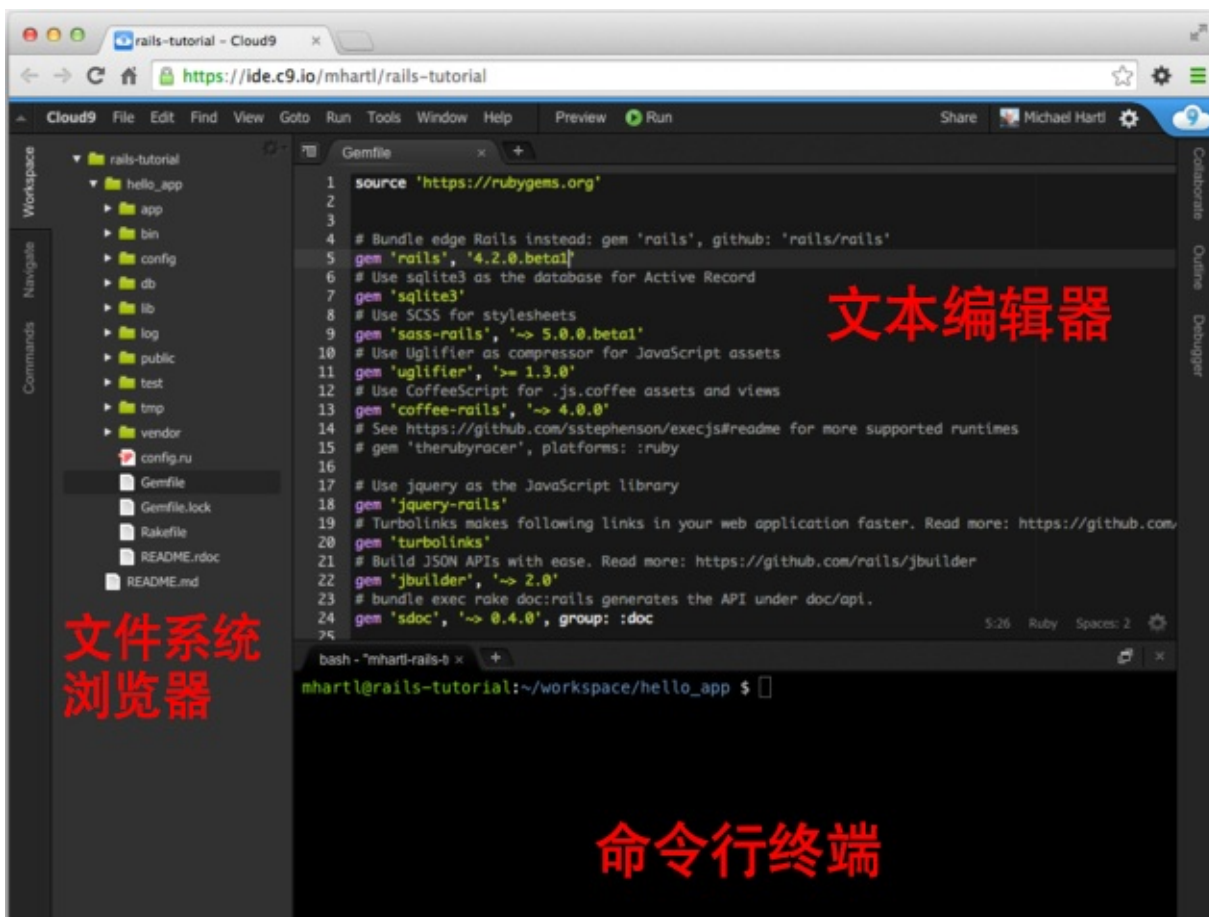 rails-tutorial - Cloud9
https://ide.c9.io/mhartl/rails-tutorial
Cloud9 File Edit Find View Goto Run Tools Window Help Preview Run Share Michael Hartl
Workspace
Navigate
Commands
rails-tutorial
hello_app
app
bin
config
db
lib
log
public
test
tmp
vendor
config.ru
Gemfile
Gemfile.lock
Rakefile
README.rdoc
README.md
文件系统
浏览器
Gemfile
1 source 'https://rubygems.org'
2
3
4 # Bundle edge Rails instead: gem 'rails', github: 'rails/rails'
5 gem 'rails', '4.2.0.beta1'
6 # Use sqlite3 as the database for Active Record
7 gem 'sqlite3'
8 # Use SCSS for stylesheets
9 gem 'sass-rails', '~> 5.0.0.beta1'
10 # Use Uglifier as compressor for JavaScript assets
11 gem 'uglifier', '>= 1.3.0'
12 # Use CoffeeScript for .js.coffee assets and views
13 gem 'coffee-rails', '~> 4.0.0'
14 # See https://github.com/sstephenson/execjs#readme for more supported runtimes
15 # gem 'therubyracer', platforms: :ruby
16
17 # Use jquery as the JavaScript library
18 gem 'jquery-rails'
19 # Turbolinks makes following links in your web application faster. Read more: https://github.com/
20 gem 'turbolinks'
21 # Build JSON APIs with ease. Read more: https://github.com/rails/jbuilder
22 gem 'jbuilder', '~> 2.0'
23 # bundle exec rake doc:rails generates the API under doc/api.
24 gem 'sdoc', '~> 0.4.0', group: :doc
25
文本编辑器
5:26 Ruby Spaces: 2
Collaborate
Outline
Debugger
bash - "mhartl-rails-t
mhartl@rails-tutorial:~/workspace/hello_app $
命令行终端